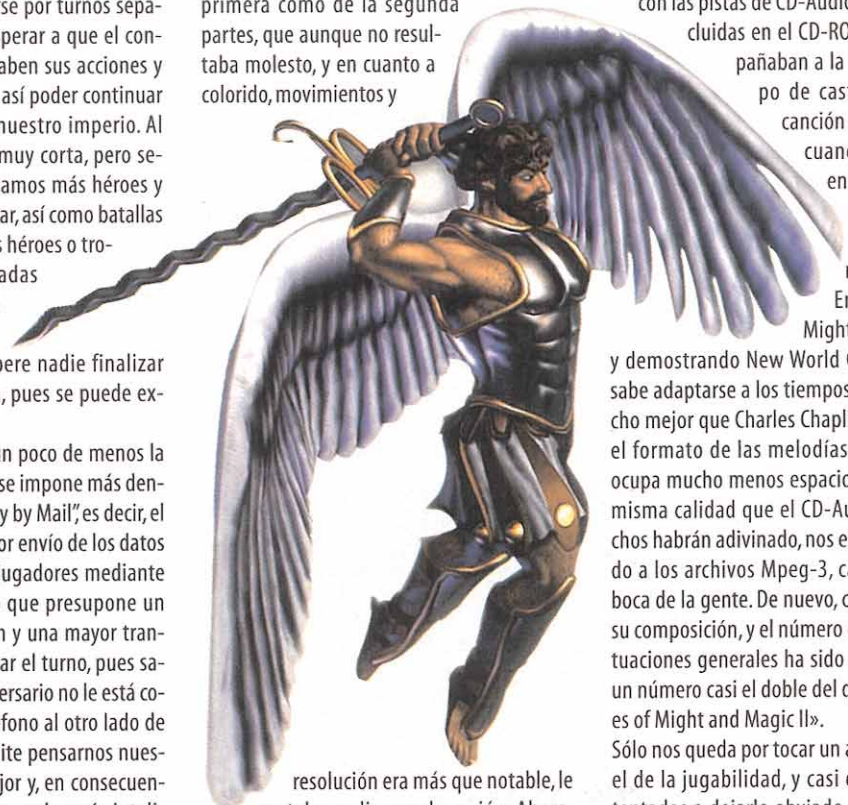 rse por turnos sepa-
sperar a que el con-
aben sus acciones y
así poder continuar
nuestro imperio. Al
muy corta, pero se-
amos más héroes y
ar, así como batallas
s héroes o tro-
adas
pere nadie finalizar
, pues se puede ex-
un poco de menos la
se impone más den-
y by Mail”, es decir, el
or envío de los datos
jugadores mediante
que presupone un
n y una mayor tran-
ar el turno, pues sa-
versario no le está co-
éfono al otro lado de
ite pensarnos nues-
jor y, en consecuen-
primera como de la segunda
partes, que aunque no resul-
taba molesto, y en cuanto a
colorido, movimientos y
resolución era más que notable, le
con las pistas de CD-Audio
cluidas en el CD-RO
pañaban a la
po de cast
canción
cuand
en
Er
Might
y demostrando New World C
sabe adaptarse a los tiempos
cho mejor que Charles Chapl
el formato de las melodías
ocupa mucho menos espacio
misma calidad que el CD-Au
chos habrán adivinado, nos e
do a los archivos Mpeg-3, ca
boca de la gente. De nuevo, c
su composición, y el número
tuaciones generales ha sido
un número casi el doble del d
es of Might and Magic II».
Sólo nos queda por tocar un a
el de la jugabilidad, y casi e